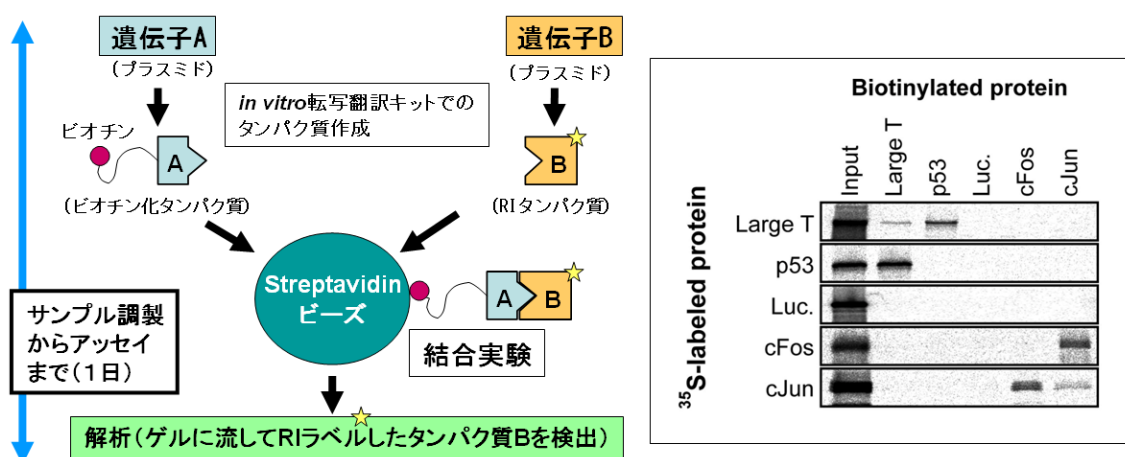 遺伝子A
(プラスミド)
遺伝子B
(プラスミド)
in vitro転写翻訳キットでの
タンパク質作成
ビオチン
A
(ビオチン化タンパク質)
B
(RIタンパク質)
Streptavidin
ビーズ
A
B
結合実験
サンプル調製
からアッセイ
まで(1日)
解析(ゲルに流してRIラベルしたタンパク質Bを検出)
Biotinylated protein
Input
Large T
p53
Luc.
cFos
cJun
35S-labeled protein
Large T
p53
Luc.
cFos
cJun